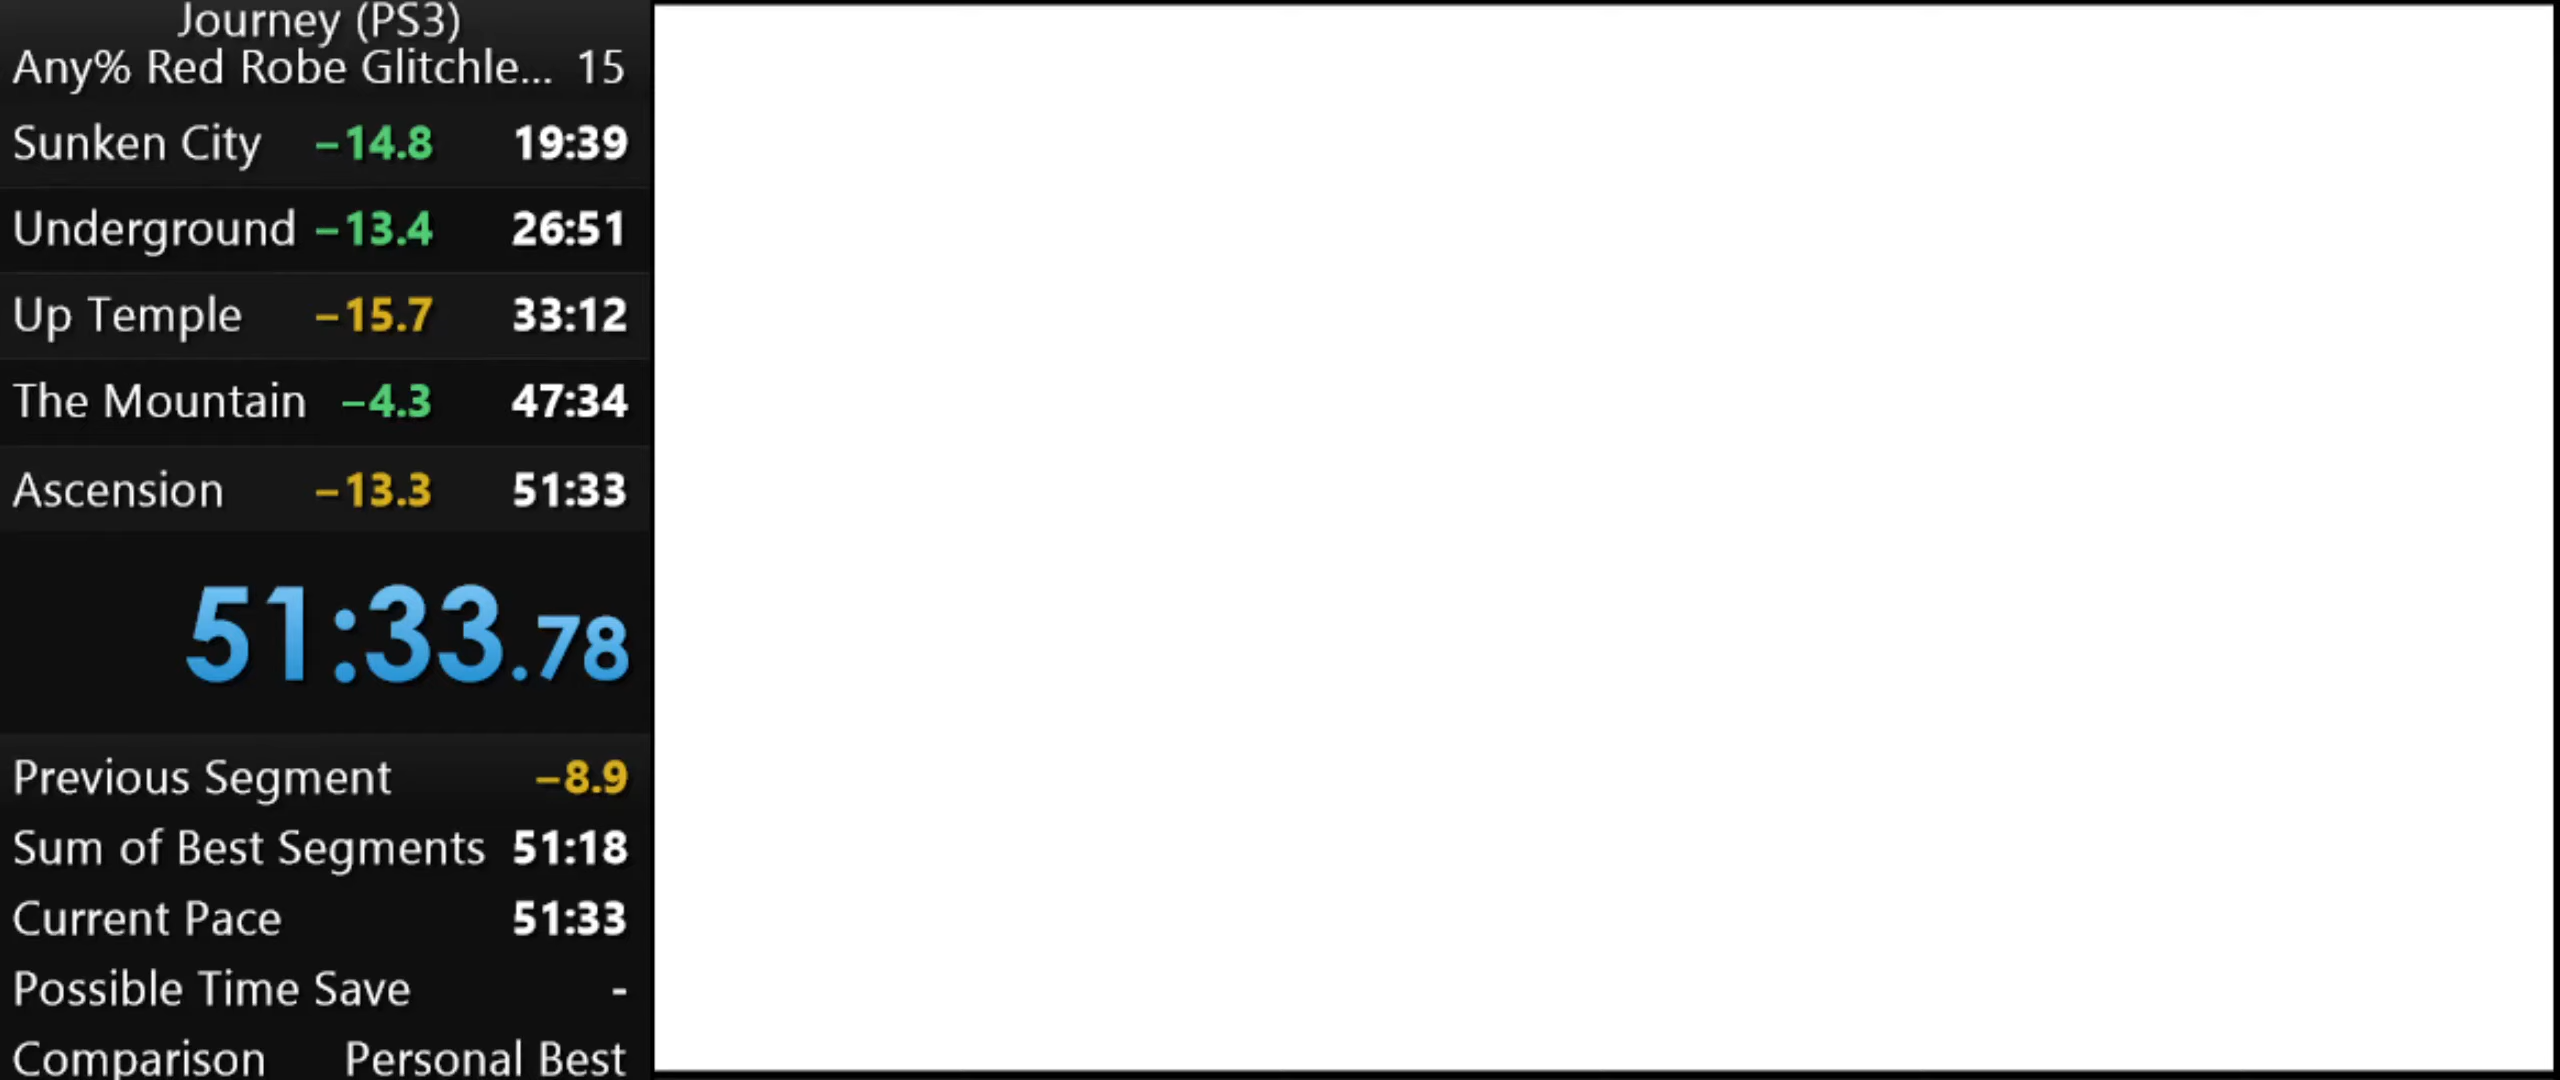 Journey (PS3)
Any% Red Robe Glitchle... 15
Sunken City −14.8 19:39
Underground −13.4 26:51
Up Temple −15.7 33:12
The Mountain −4.3 47:34
Ascension −13.3 51:33
51:33.78
Previous Segment −8.9
Sum of Best Segments 51:18
Current Pace 51:33
Possible Time Save -
Comparison Personal Best